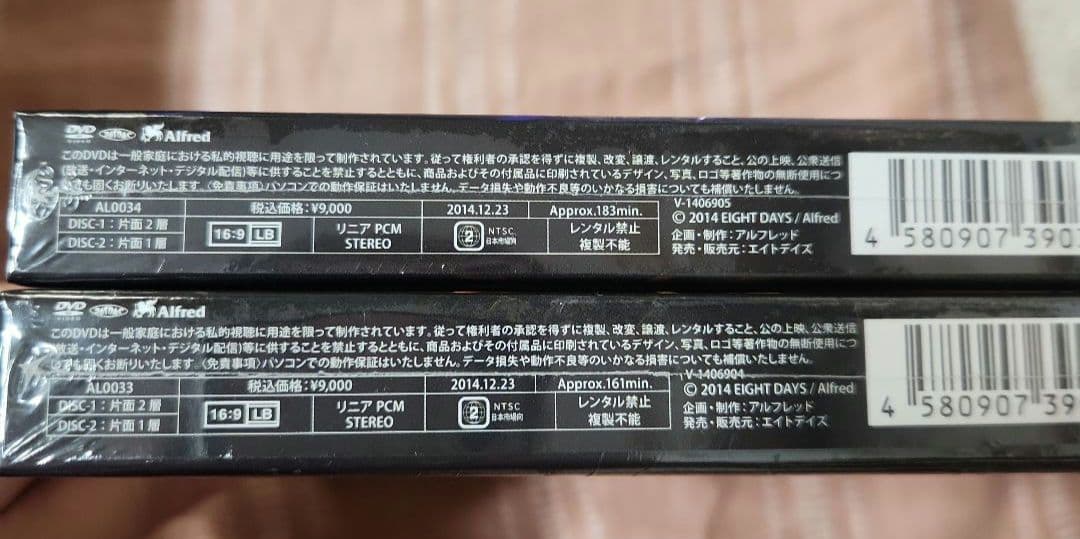 DVD VIDEO Alfred
このDVDは一般家庭における私的視聴に用途を限って制作されています。従って権利者の承認を得ずに複製、改変、譲渡、レンタルすること、公の上映、公衆送信
(放送・インターネット・デジタル配信)等に供することを禁止するとともに、商品およびその付属品に印刷されているデザイン、写真、ロゴ等著作物の無断使用につ
いても固くお断りいたします。〈免責事項〉パソコンでの動作保証はいたしません。データ損失や動作不良等のいかなる損害についても補償いたしません。
AL0034 税込価格:¥9,000 2014.12.23 Approx.183min.
DISC-1:片面2層
DISC-2:片面1層
16:9 LB
リニア PCM
STEREO
2 NTSC
日本市場向
レンタル禁止
複製不能
V-1406905
© 2014 EIGHT DAYS / Alfred
企画・制作:アルフレッド
発売・販売元:エイトデイズ
4 580907 390
DVD VIDEO Alfred
このDVDは一般家庭における私的視聴に用途を限って制作されています。従って権利者の承認を得ずに複製、改変、譲渡、レンタルすること、公の上映、公衆送信
(放送・インターネット・デジタル配信)等に供することを禁止するとともに、商品およびその付属品に印刷されているデザイン、写真、ロゴ等著作物の無断使用につ
いても固くお断りいたします。〈免責事項〉パソコンでの動作保証はいたしません。データ損失や動作不良等のいかなる損害についても補償いたしません。
AL0033 税込価格:¥9,000 2014.12.23 Approx.161min.
DISC-1:片面2層
DISC-2:片面1層
16:9 LB
リニア PCM
STEREO
2 NTSC
日本市場向
レンタル禁止
複製不能
V-1406904
© 2014 EIGHT DAYS / Alfred
企画・制作:アルフレッド
発売・販売元:エイトデイズ
4 580907 39